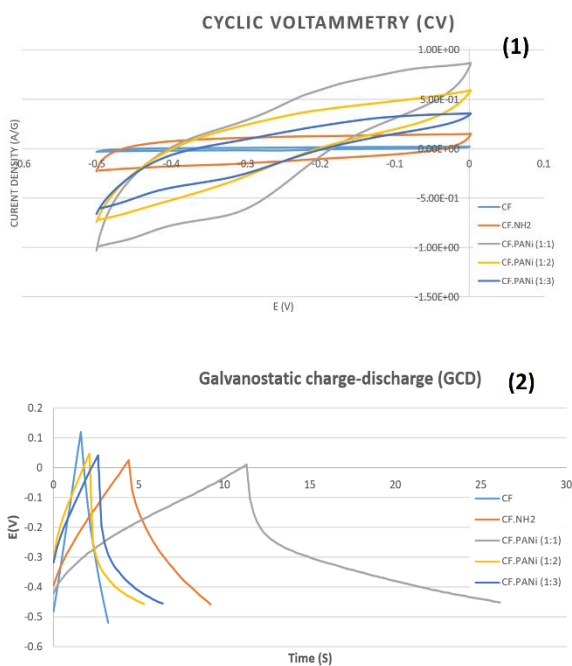 CYCLIC VOLTAMMETRY (CV)
(1)
1.00E+00
5.00E-01
0.00E+00
-5.00E-01
-1.00E+00
-1.50E+00
-0.6
-0.5
-0.4
-0.3
-0.2
-0.1
0
0.1
CURENT DENSITY (A/G)
E (V)
CF
CF.NH2
CF.PANi (1:1)
CF.PANi (1:2)
CF.PANi (1:3)
Galvanostatic charge-discharge (GCD)
(2)
0.2
0.1
0
-0.1
-0.2
-0.3
-0.4
-0.5
-0.6
0
5
10
15
20
25
30
E(V)
Time (S)
CF
CF.NH2
CF.PANi (1:1)
CF.PANi (1:2)
CF.PANi (1:3)